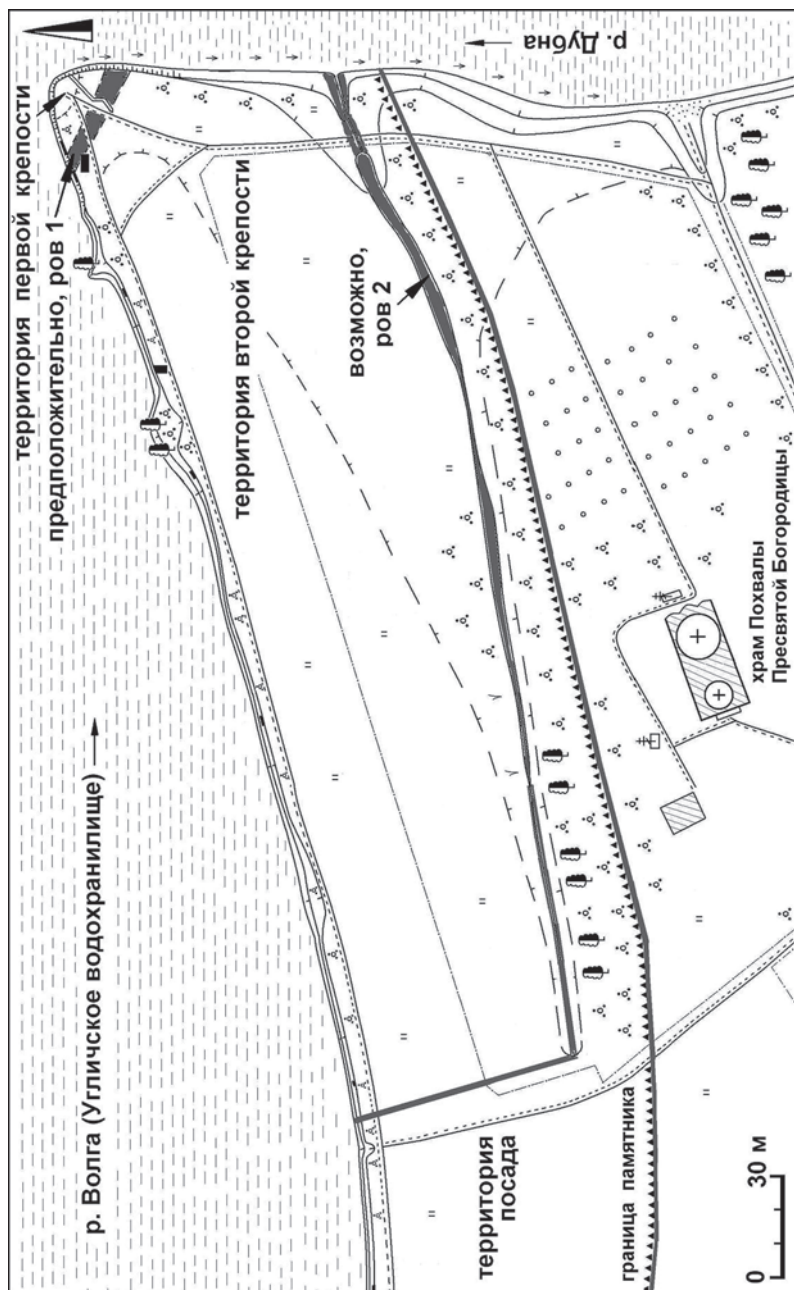 р. Волга (Угличское водохранилище)
территория первой крепости
предположительно, ров 1
территория второй крепости
возможно,
ров 2
р. Дубна
территория
посада
граница памятника
храм Похвалы
Пресвятой Богородицы
0 30 м